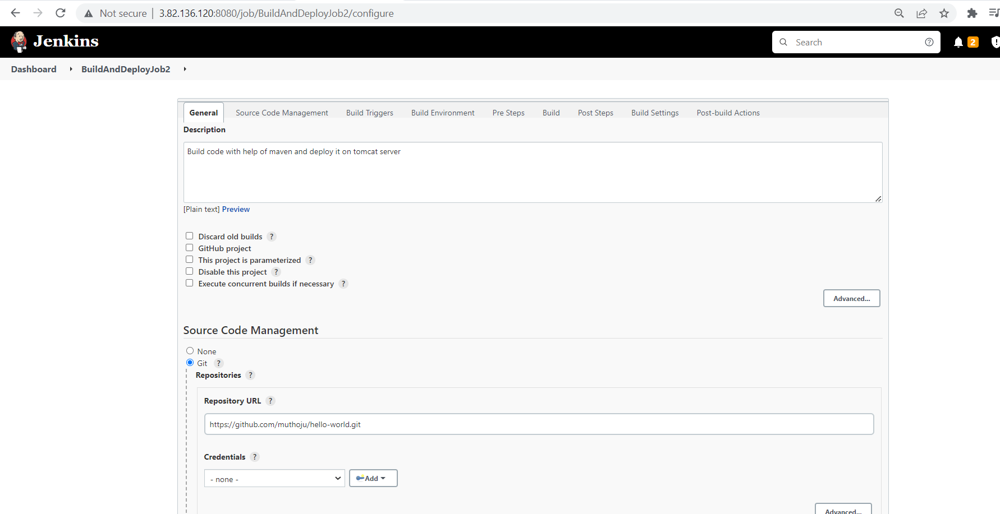 Not secure | 3.82.136.120:8080/job/BuildAndDeployJob2/configure
Jenkins
Search
?
2
!
Dashboard
BuildAndDeployJob2
General Source Code Management Build Triggers Build Environment Pre Steps Build Post Steps Build Settings Post-build Actions
Description
Build code with help of maven and deploy it on tomcat server
[Plain text] Preview
Discard old builds ?
GitHub project
This project is parameterized ?
Disable this project ?
Execute concurrent builds if necessary ?
Advanced...
Source Code Management
None
Git ?
Repositories ?
Repository URL ?
https://github.com/muthoju/hello-world.git
Credentials ?
- none -
Add
Advanced...